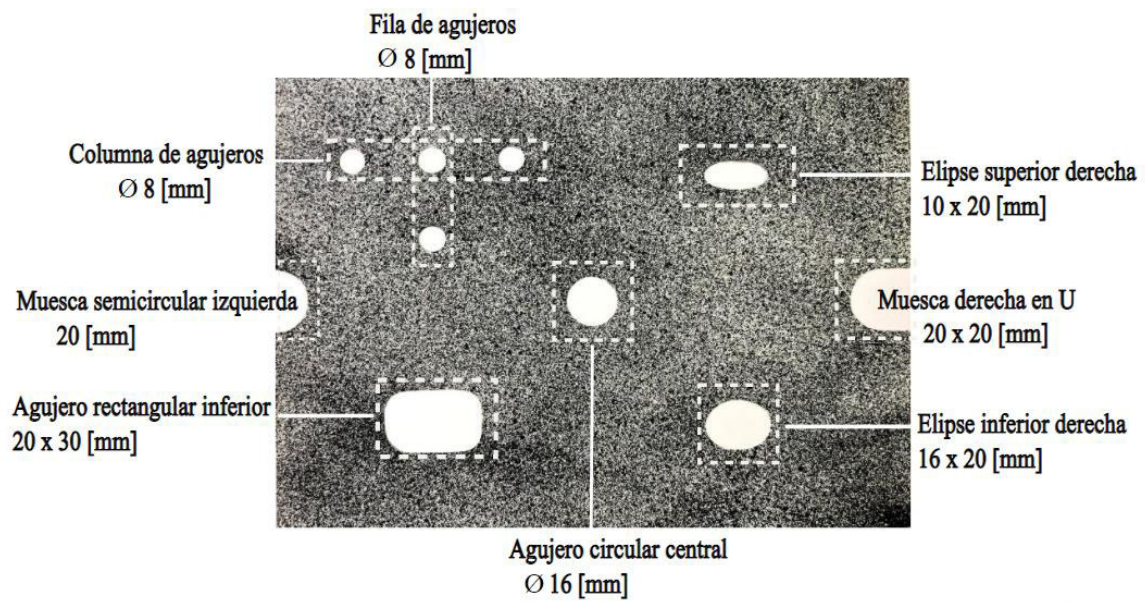 Fila de agujeros
Ø 8 [mm]
Columna de agujeros
Ø 8 [mm]
Elipse superior derecha
10 x 20 [mm]
Muesca semicircular izquierda
20 [mm]
Muesca derecha en U
20 x 20 [mm]
Agujero rectangular inferior
20 x 30 [mm]
Elipse inferior derecha
16 x 20 [mm]
Agujero circular central
Ø 16 [mm]